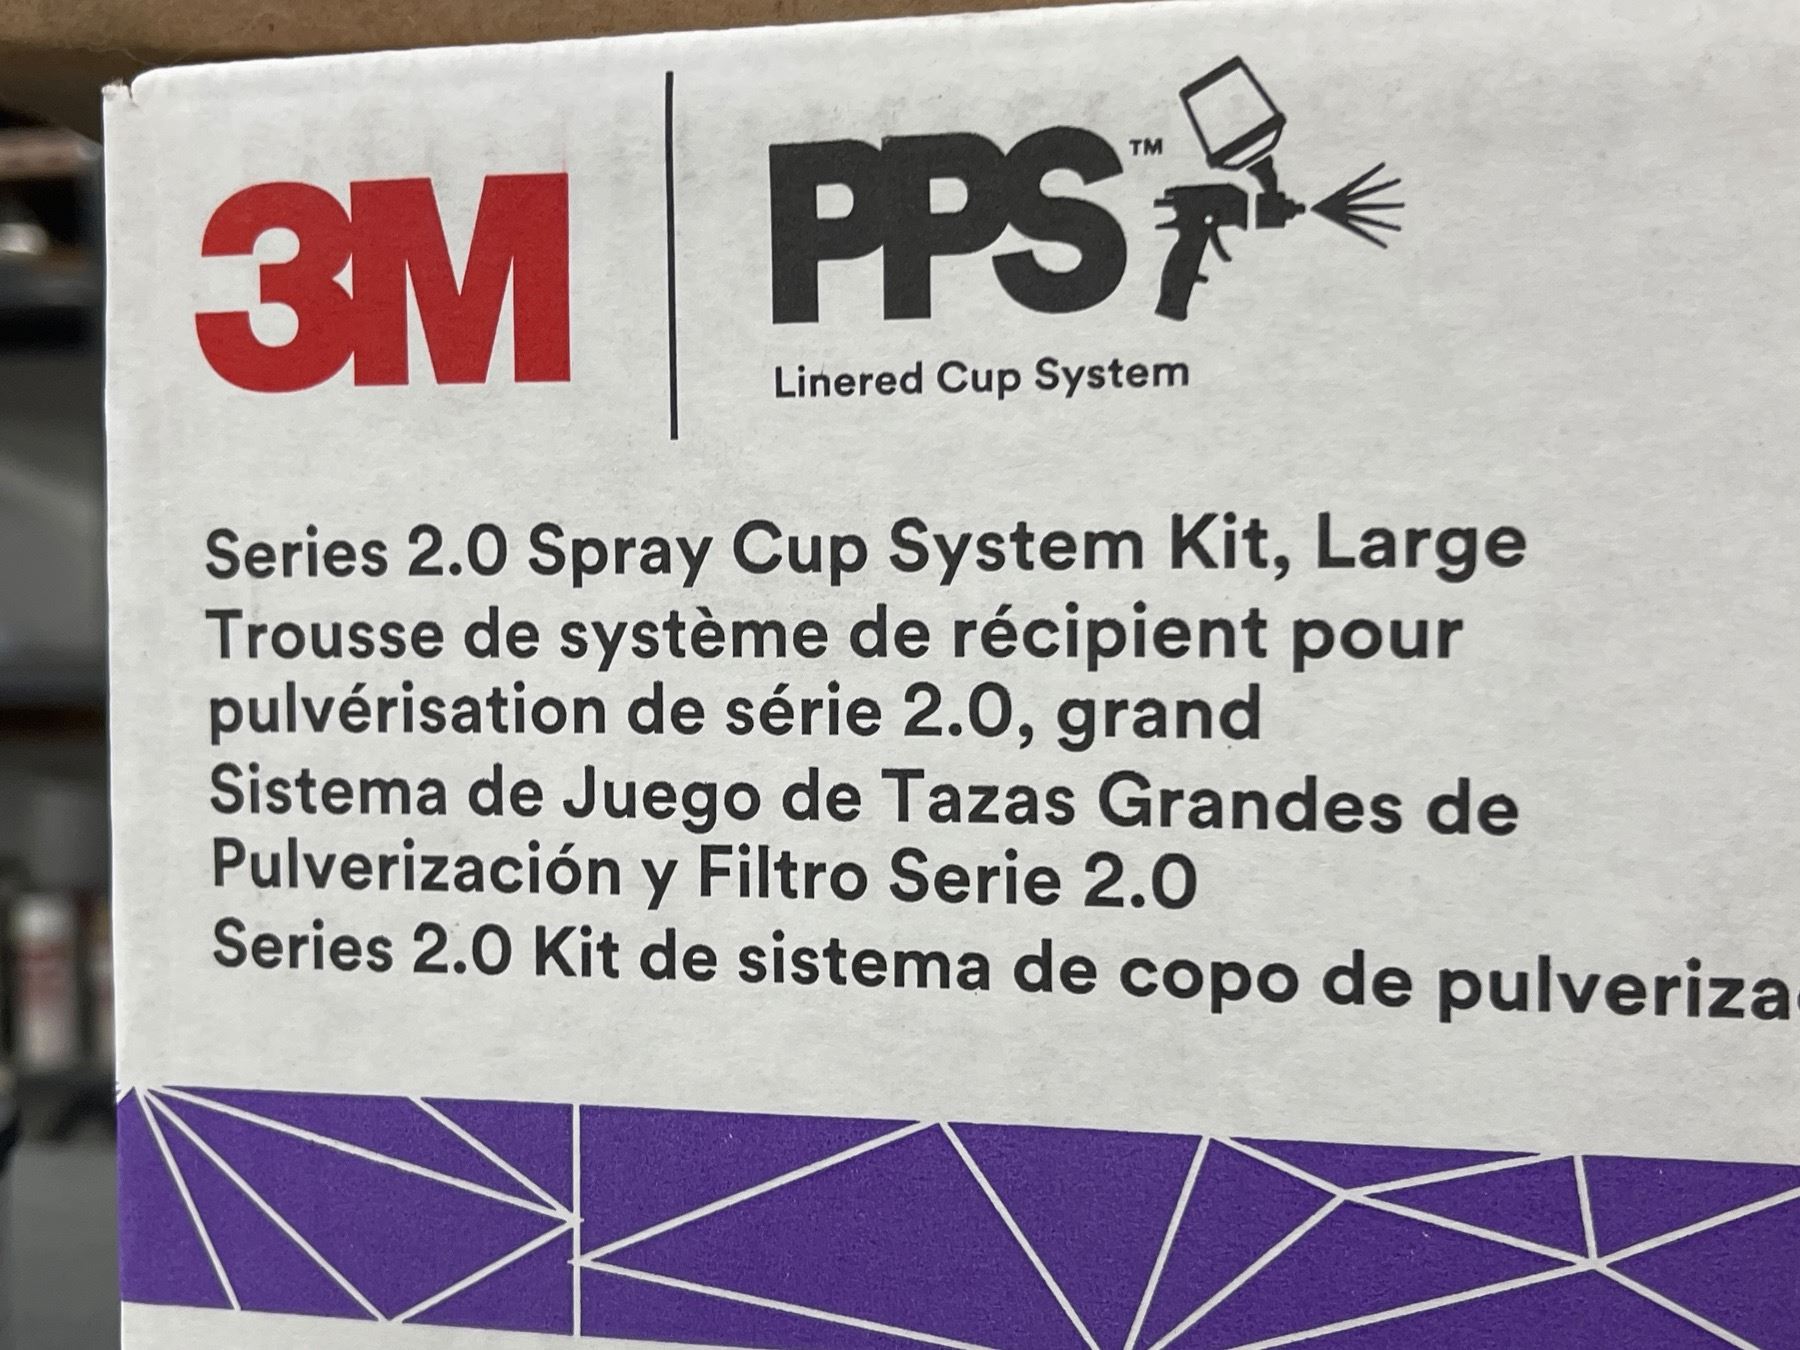 3M
PPS™
Linered Cup System
Series 2.0 Spray Cup System Kit, Large
Trousse de système de récipient pour
pulvérisation de série 2.0, grand
Sistema de Juego de Tazas Grandes de
Pulverización y Filtro Serie 2.0
Series 2.0 Kit de sistema de copo de